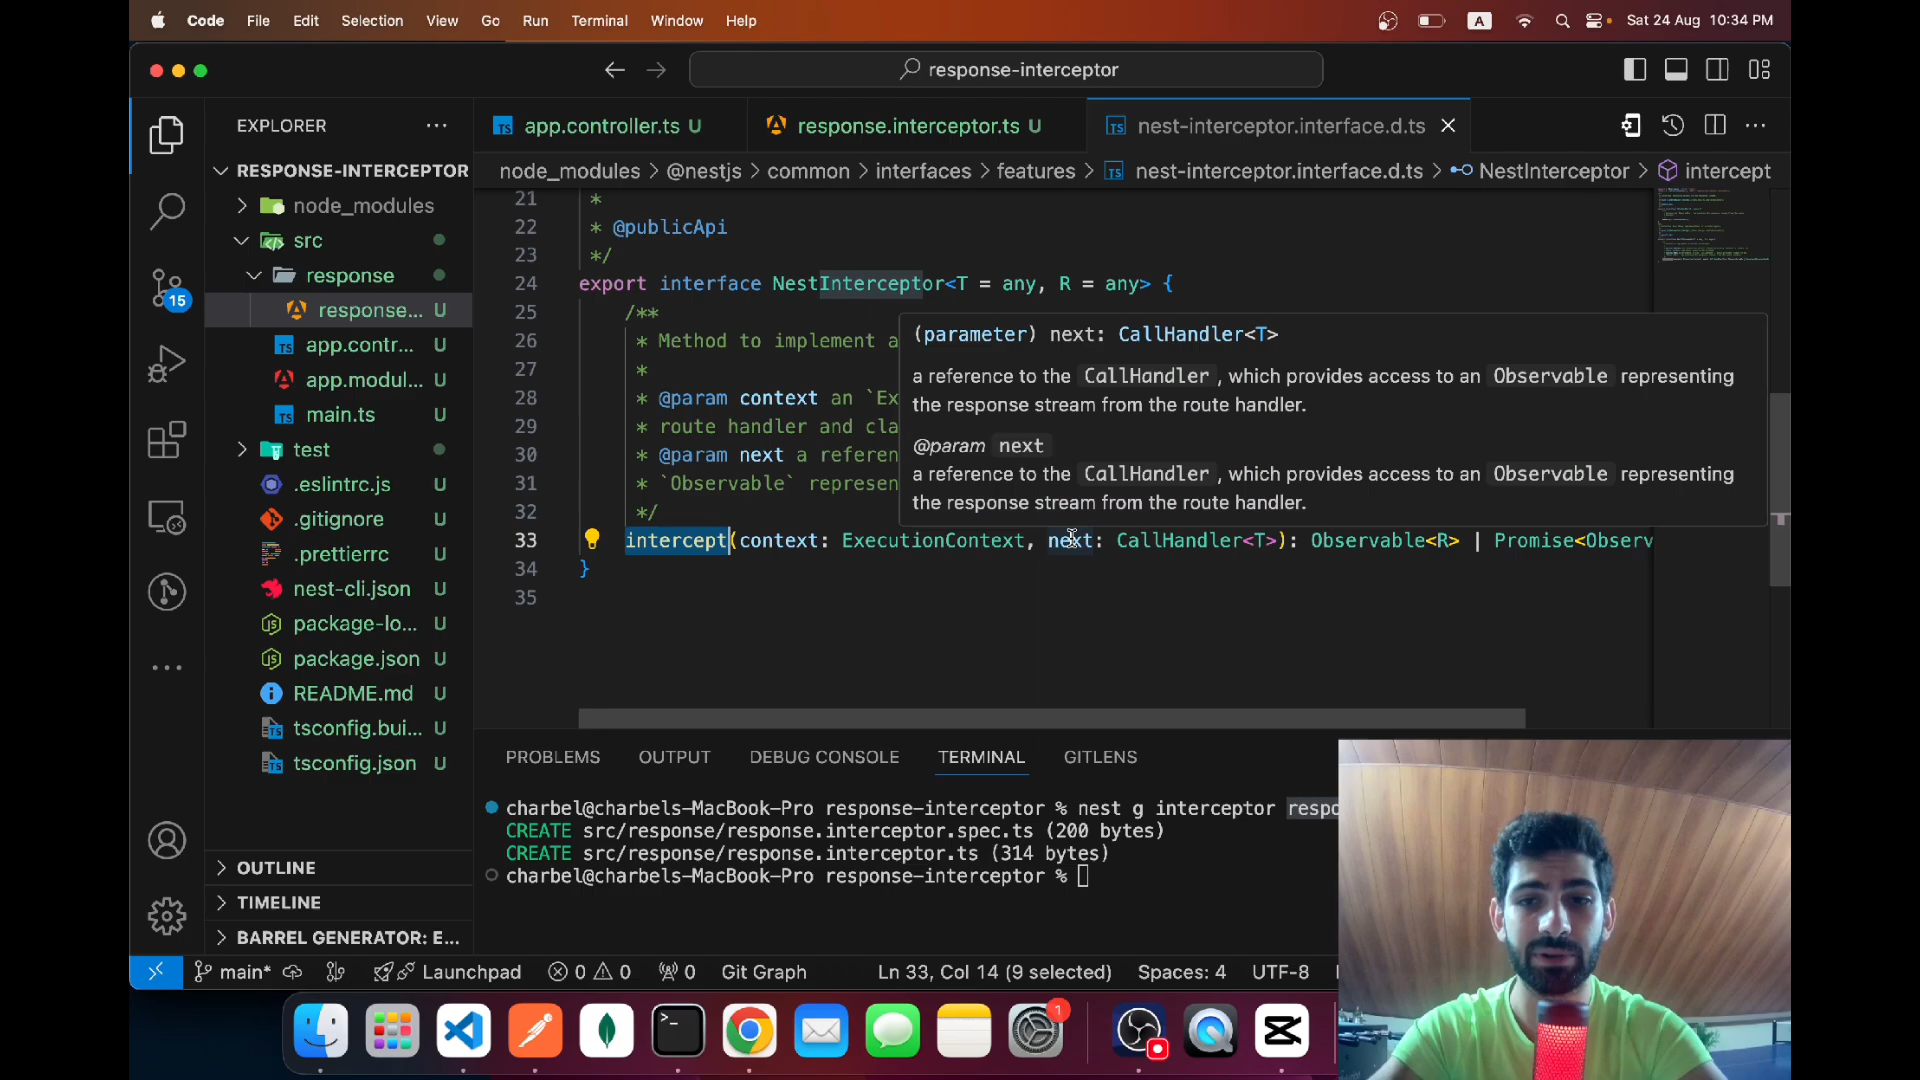 Code File Edit Selection View Go Run Terminal Window Help
A Sat 24 Aug 10:34 PM
response-interceptor
EXPLORER
app.controller.ts U
response.interceptor.ts U
nest-interceptor.interface.d.ts
RESPONSE-INTERCEPTOR
node_modules > @nestjs > common > interfaces > features > TS nest-interceptor.interface.d.ts > NestInterceptor > intercept
node_modules
src
response
response... U
app.contr... U
app.modul... U
main.ts U
test
.eslintrc.js U
.gitignore U
.prettierrc U
nest-cli.json U
package-lo... U
package.json U
README.md U
tsconfig.bui... U
tsconfig.json U
15
OUTLINE
TIMELINE
BARREL GENERATOR: E...
21 *
22 * @publicApi
23 */
24 export interface NestInterceptor<T = any, R = any> {
25 /**
26 * Method to implement a
27 *
28 * @param context an `Ex
29 * route handler and cla
30 * @param next a referen
31 * `Observable` represen
32 */
33 intercept(context: ExecutionContext, next: CallHandler<T>): Observable<R> | Promise<Observ
34 }
35
(parameter) next: CallHandler<T>
a reference to the CallHandler, which provides access to an Observable representing
the response stream from the route handler.
@param next
a reference to the CallHandler, which provides access to an Observable representing
the response stream from the route handler.
PROBLEMS OUTPUT DEBUG CONSOLE TERMINAL GITLENS
charbel@charbels-MacBook-Pro response-interceptor % nest g interceptor respo
CREATE src/response/response.interceptor.spec.ts (200 bytes)
CREATE src/response/response.interceptor.ts (314 bytes)
charbel@charbels-MacBook-Pro response-interceptor %
main* Launchpad 0 0 0 Git Graph Ln 33, Col 14 (9 selected) Spaces: 4 UTF-8
1